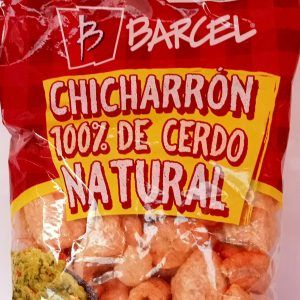 B BARCEL
CHICHARRÓN
100% DE CERDO
NATURAL